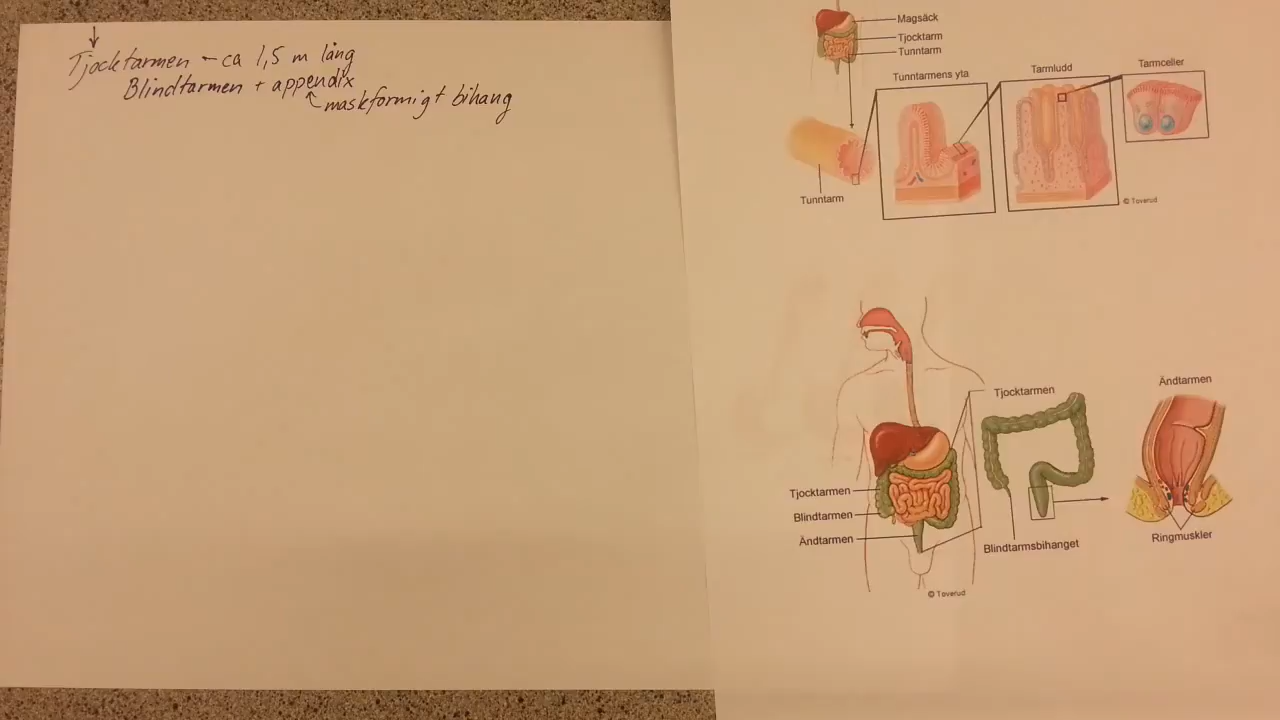 Tjocktarmen - ca 1,5 m lång
Blindtarmen + appendix
maskformigt bihang
Magsäck
Tjocktarm
Tunntarm
Tunntarmens yta
Tarmludd
Tarmceller
Tunntarm
© Toverud
Tjocktarmen
Ändtarmen
Tjocktarmen
Blindtarmen
Ändtarmen
Blindtarmsbihanget
Ringmuskler
© Toverud